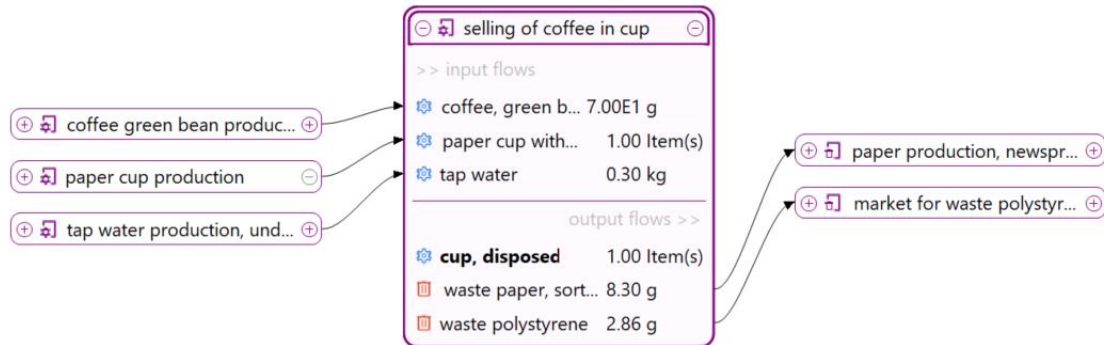 selling of coffee in cup
>> input flows
coffee, green b... 7.00E1 g
paper cup with... 1.00 Item(s)
tap water 0.30 kg
output flows >>
cup, disposed 1.00 Item(s)
waste paper, sort... 8.30 g
waste polystyrene 2.86 g
coffee green bean produc...
paper cup production
tap water production, und...
paper production, newspr...
market for waste polystyr...